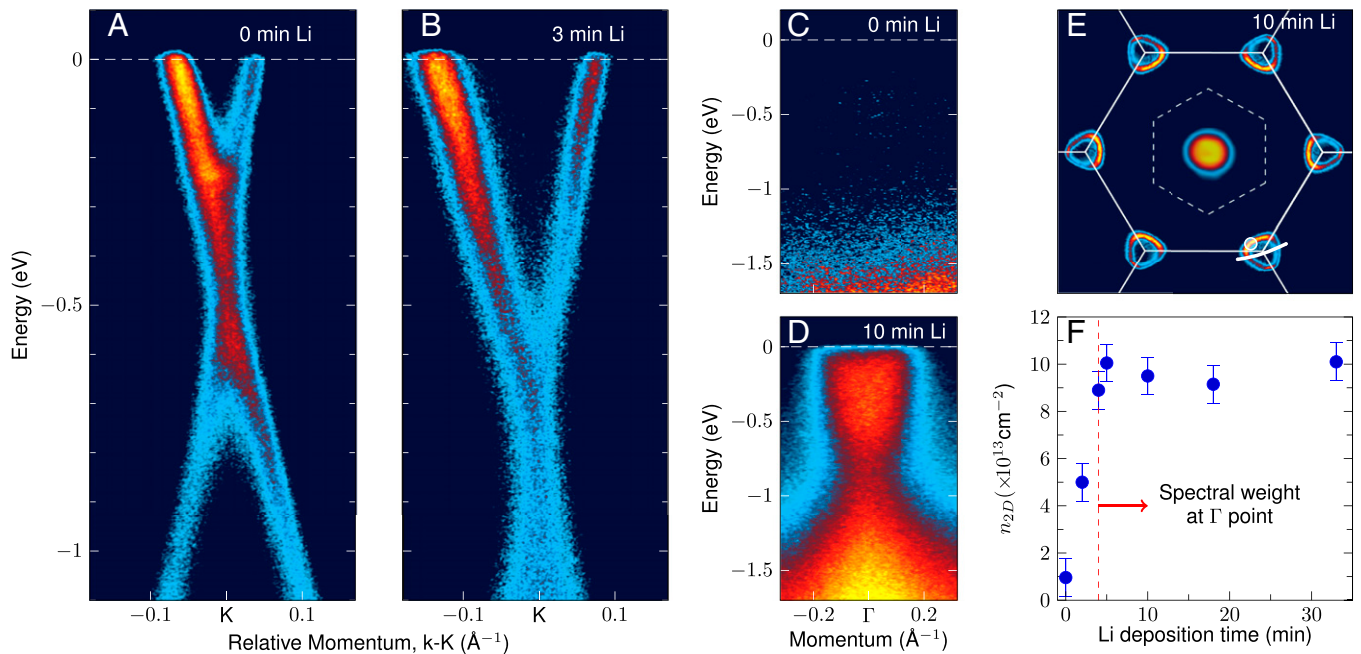 A
0 min Li
B
3 min Li
0
−0.5
−1
Energy (eV)
−0.1
K
0.1
−0.1
K
0.1
Relative Momentum, k-K (Å⁻¹)
C
0 min Li
0
−0.5
−1
−1.5
Energy (eV)
D
10 min Li
0
−0.5
−1
−1.5
Energy (eV)
−0.2
Γ
0.2
Momentum (Å⁻¹)
E
10 min Li
F
12
10
8
6
4
2
0
n₂D (×10¹³cm⁻²)
Spectral weight
at Γ point
0
10
20
30
Li deposition time (min)